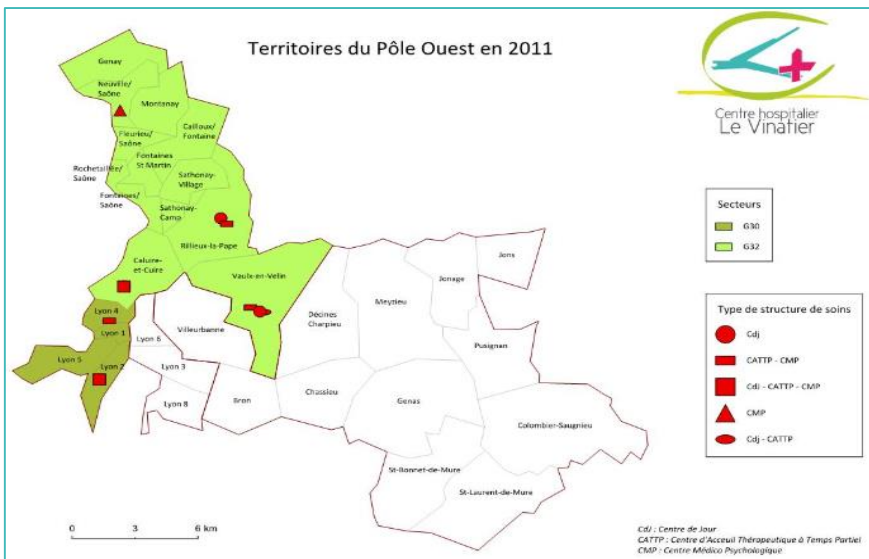 Territoires du Pôle Ouest en 2011
Centre hospitalier
Le Vinatier
Genay
Neuville/
Saône
Montanay
Fleurieu/
Saône
Cailloux/
Fontaine
Rochetaillée/
Saône
Fontaines
St Martin
Fontaines/
Saône
Sathonay-
Village
Sathonay-
Camp
Rillieux-la-Pape
Caluire-
et-Cuire
Vaulx-en-Velin
Lyon 4
Lyon 1
Lyon 6
Villeurbanne
Lyon 5
Lyon 2
Lyon 3
Lyon 8
Bron
Décines
Charpieu
Meyzieu
Jonage
Jons
Pusignan
Chassieu
Genas
Colombier-Saugnieu
St-Bonnet-de-Mure
St-Laurent-de-Mure
Secteurs
G30
G32
Type de structure de soins
Cdj
CATTP - CMP
Cdj - CATTP - CMP
CMP
Cdj - CATTP
0 3 6 km
CdJ : Centre de Jour
CATTP : Centre d'Acceuil Thérapeutique à Temps Partiel
CMP : Centre Médico Psychologique